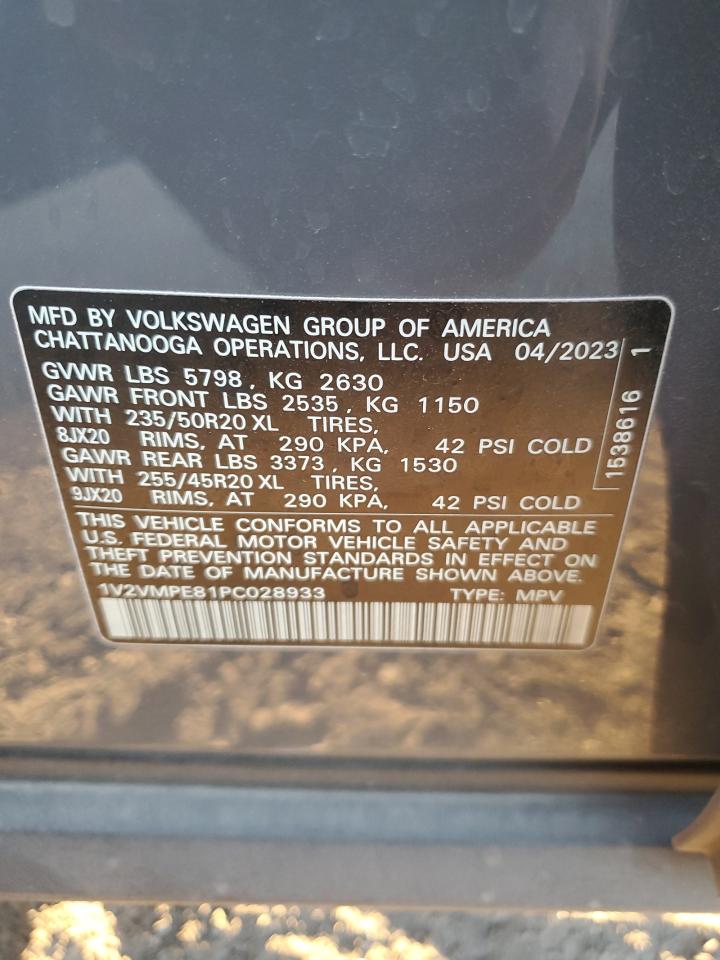 MFD BY VOLKSWAGEN GROUP OF AMERICA
CHATTANOOGA OPERATIONS, LLC. USA 04/2023
GVWR LBS 5798, KG 2630
GAWR FRONT LBS 2535, KG 1150
WITH 235/50R20 XL TIRES,
8JX20 RIMS, AT 290 KPA, 42 PSI COLD
GAWR REAR LBS 3373, KG 1530
WITH 255/45R20 XL TIRES,
9JX20 RIMS, AT 290 KPA, 42 PSI COLD
1538616 1
THIS VEHICLE CONFORMS TO ALL APPLICABLE
U.S. FEDERAL MOTOR VEHICLE SAFETY AND
THEFT PREVENTION STANDARDS IN EFFECT ON
THE DATE OF MANUFACTURE SHOWN ABOVE.
1V2VMPE81PC028933 TYPE: MPV